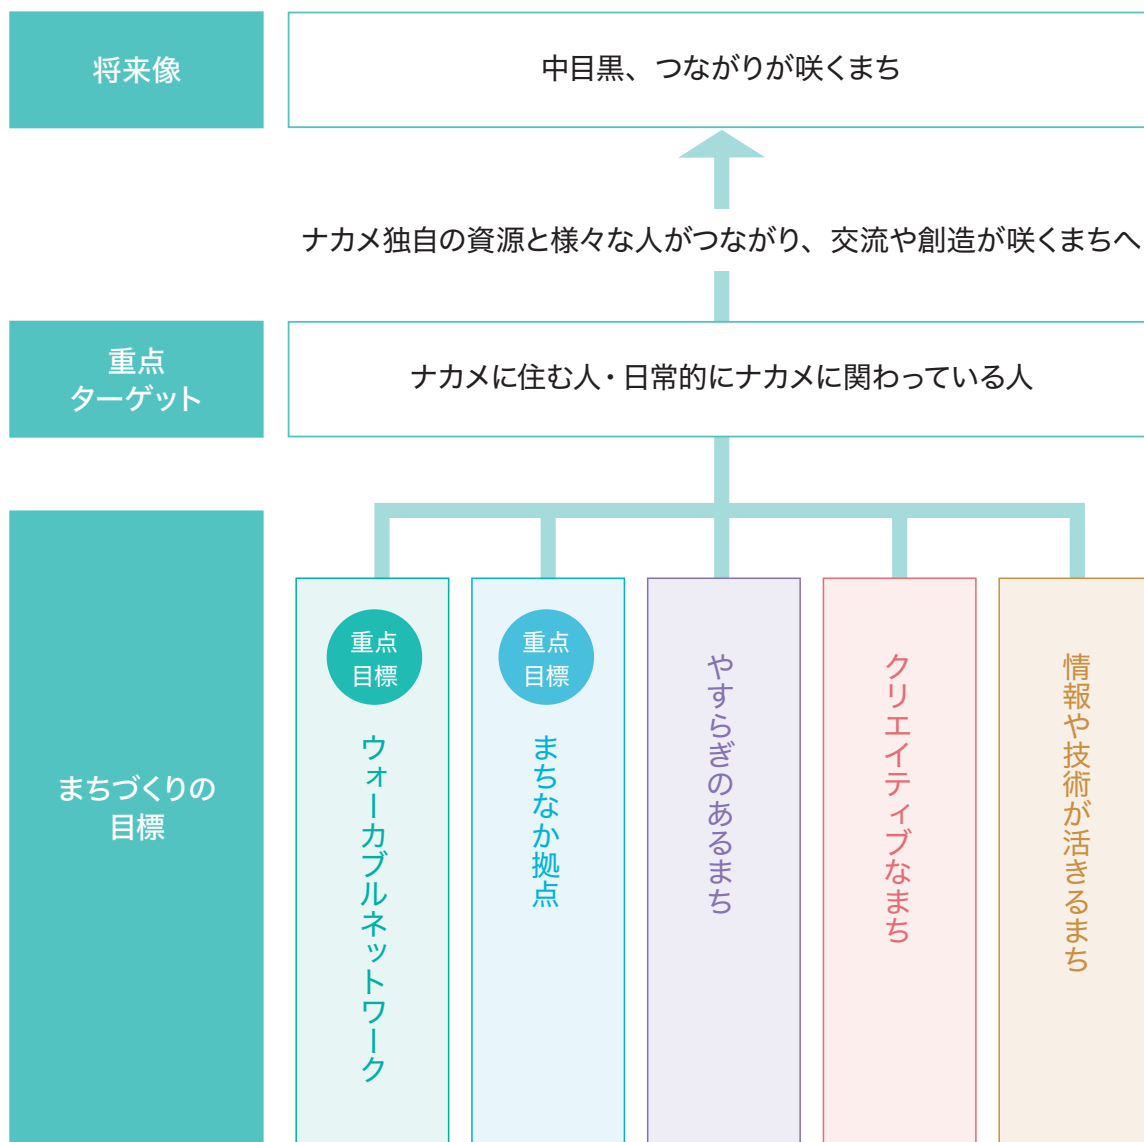 将来像
中目黒、つながりが咲くまち
ナカメ独自の資源と様々な人がつながり、交流や創造が咲くまちへ
重点
ターゲット
ナカメに住む人・日常的にナカメに関わっている人
まちづくりの
目標
重点
目標
ウォーカブルネットワーク
重点
目標
まちなか拠点
やすらぎのあるまち
クリエイティブなまち
情報や技術が活きるまち